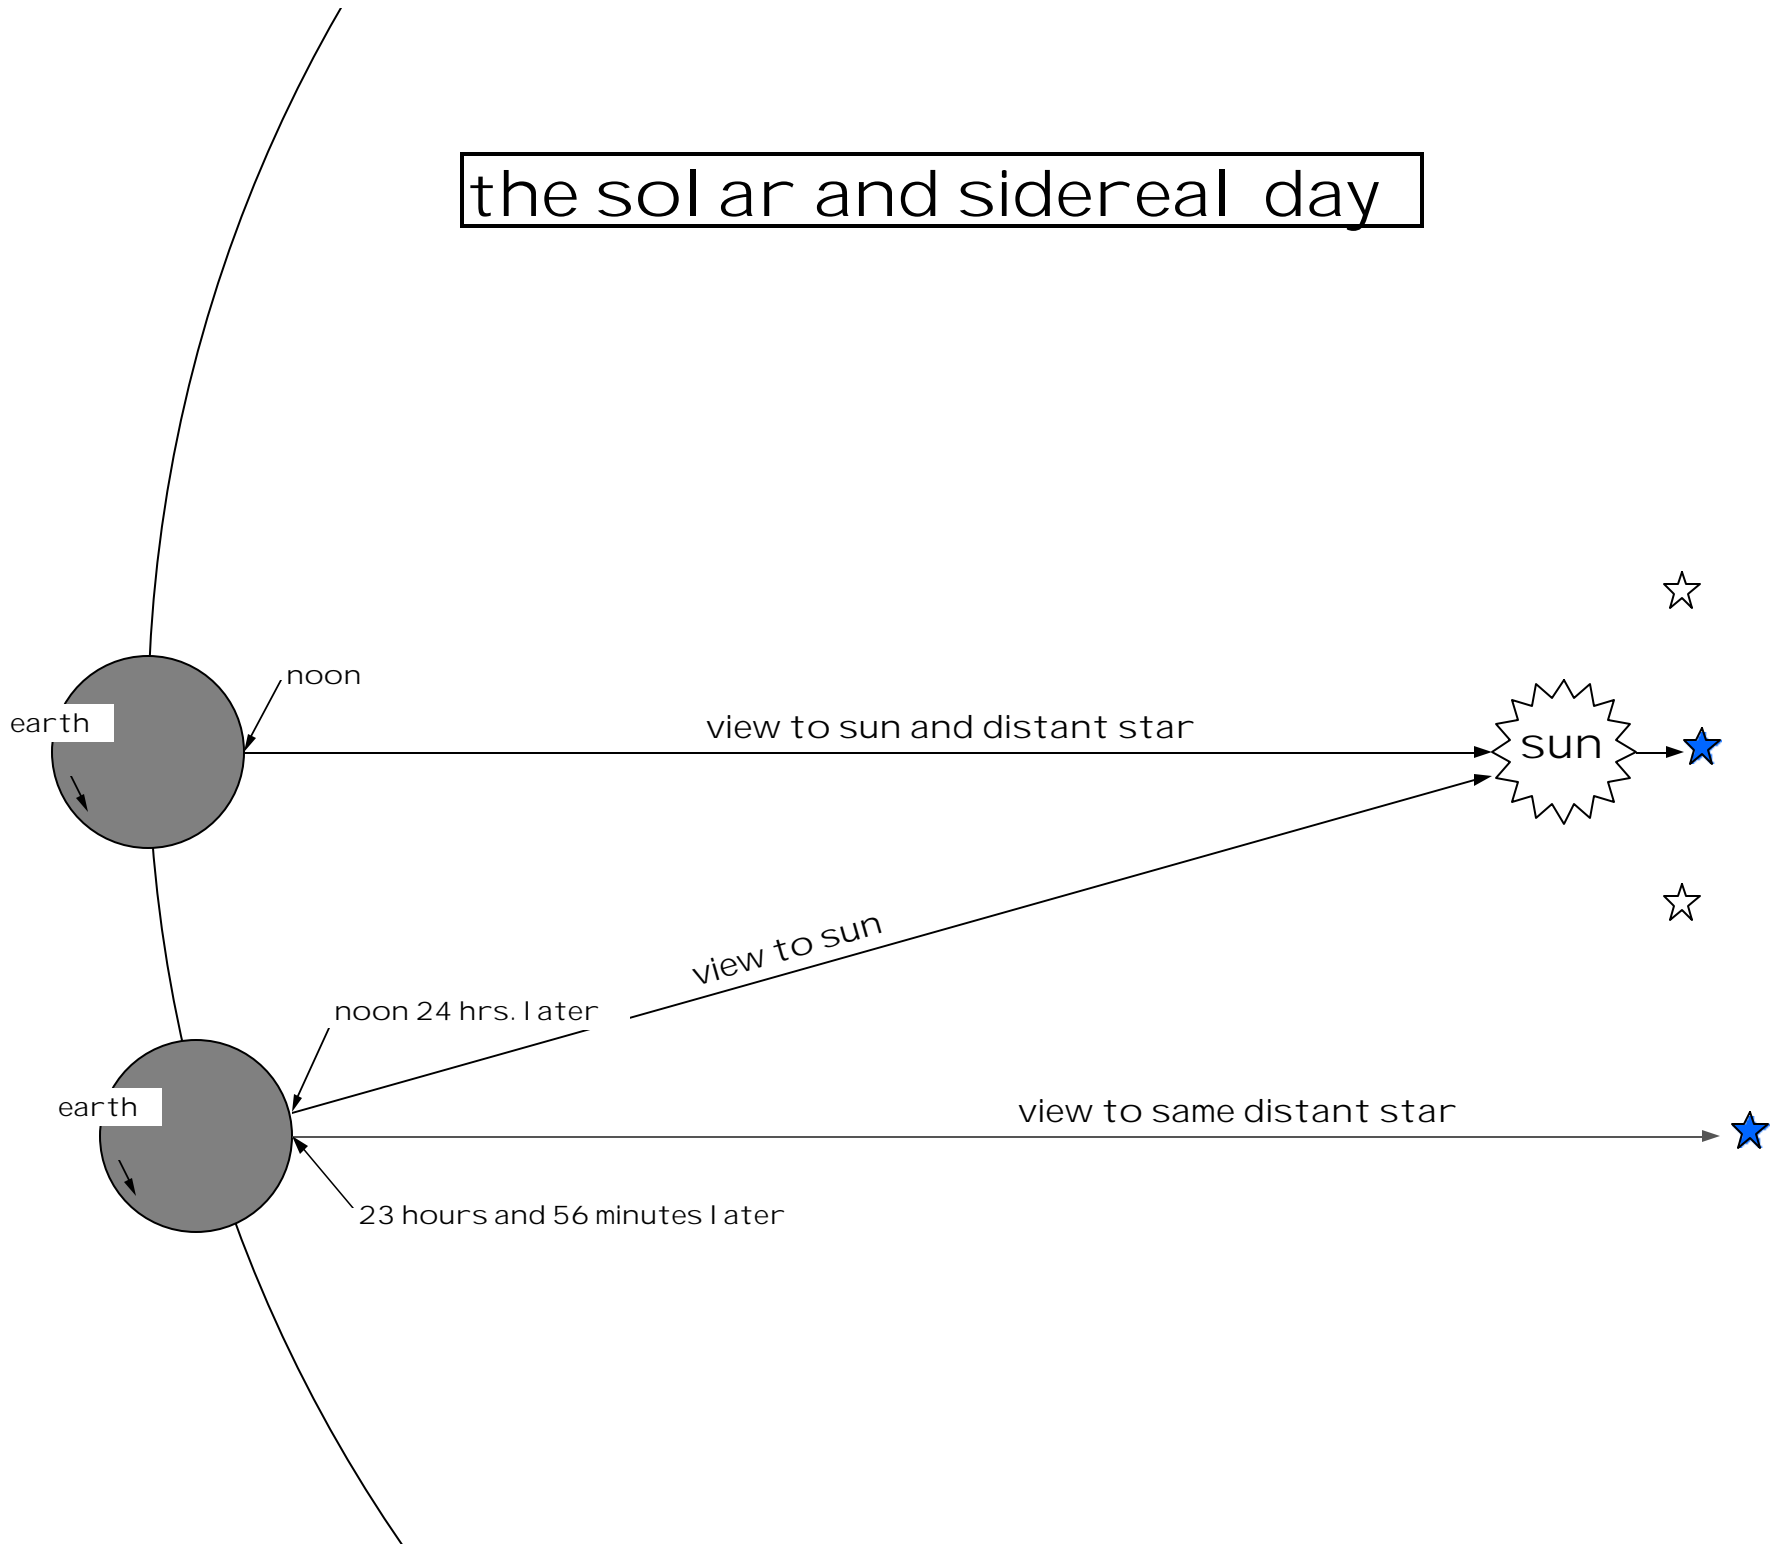 the solar and sidereal day
noon
earth
view to sun and distant star
sun
view to sun
noon 24 hrs. later
earth
view to same distant star
23 hours and 56 minutes later